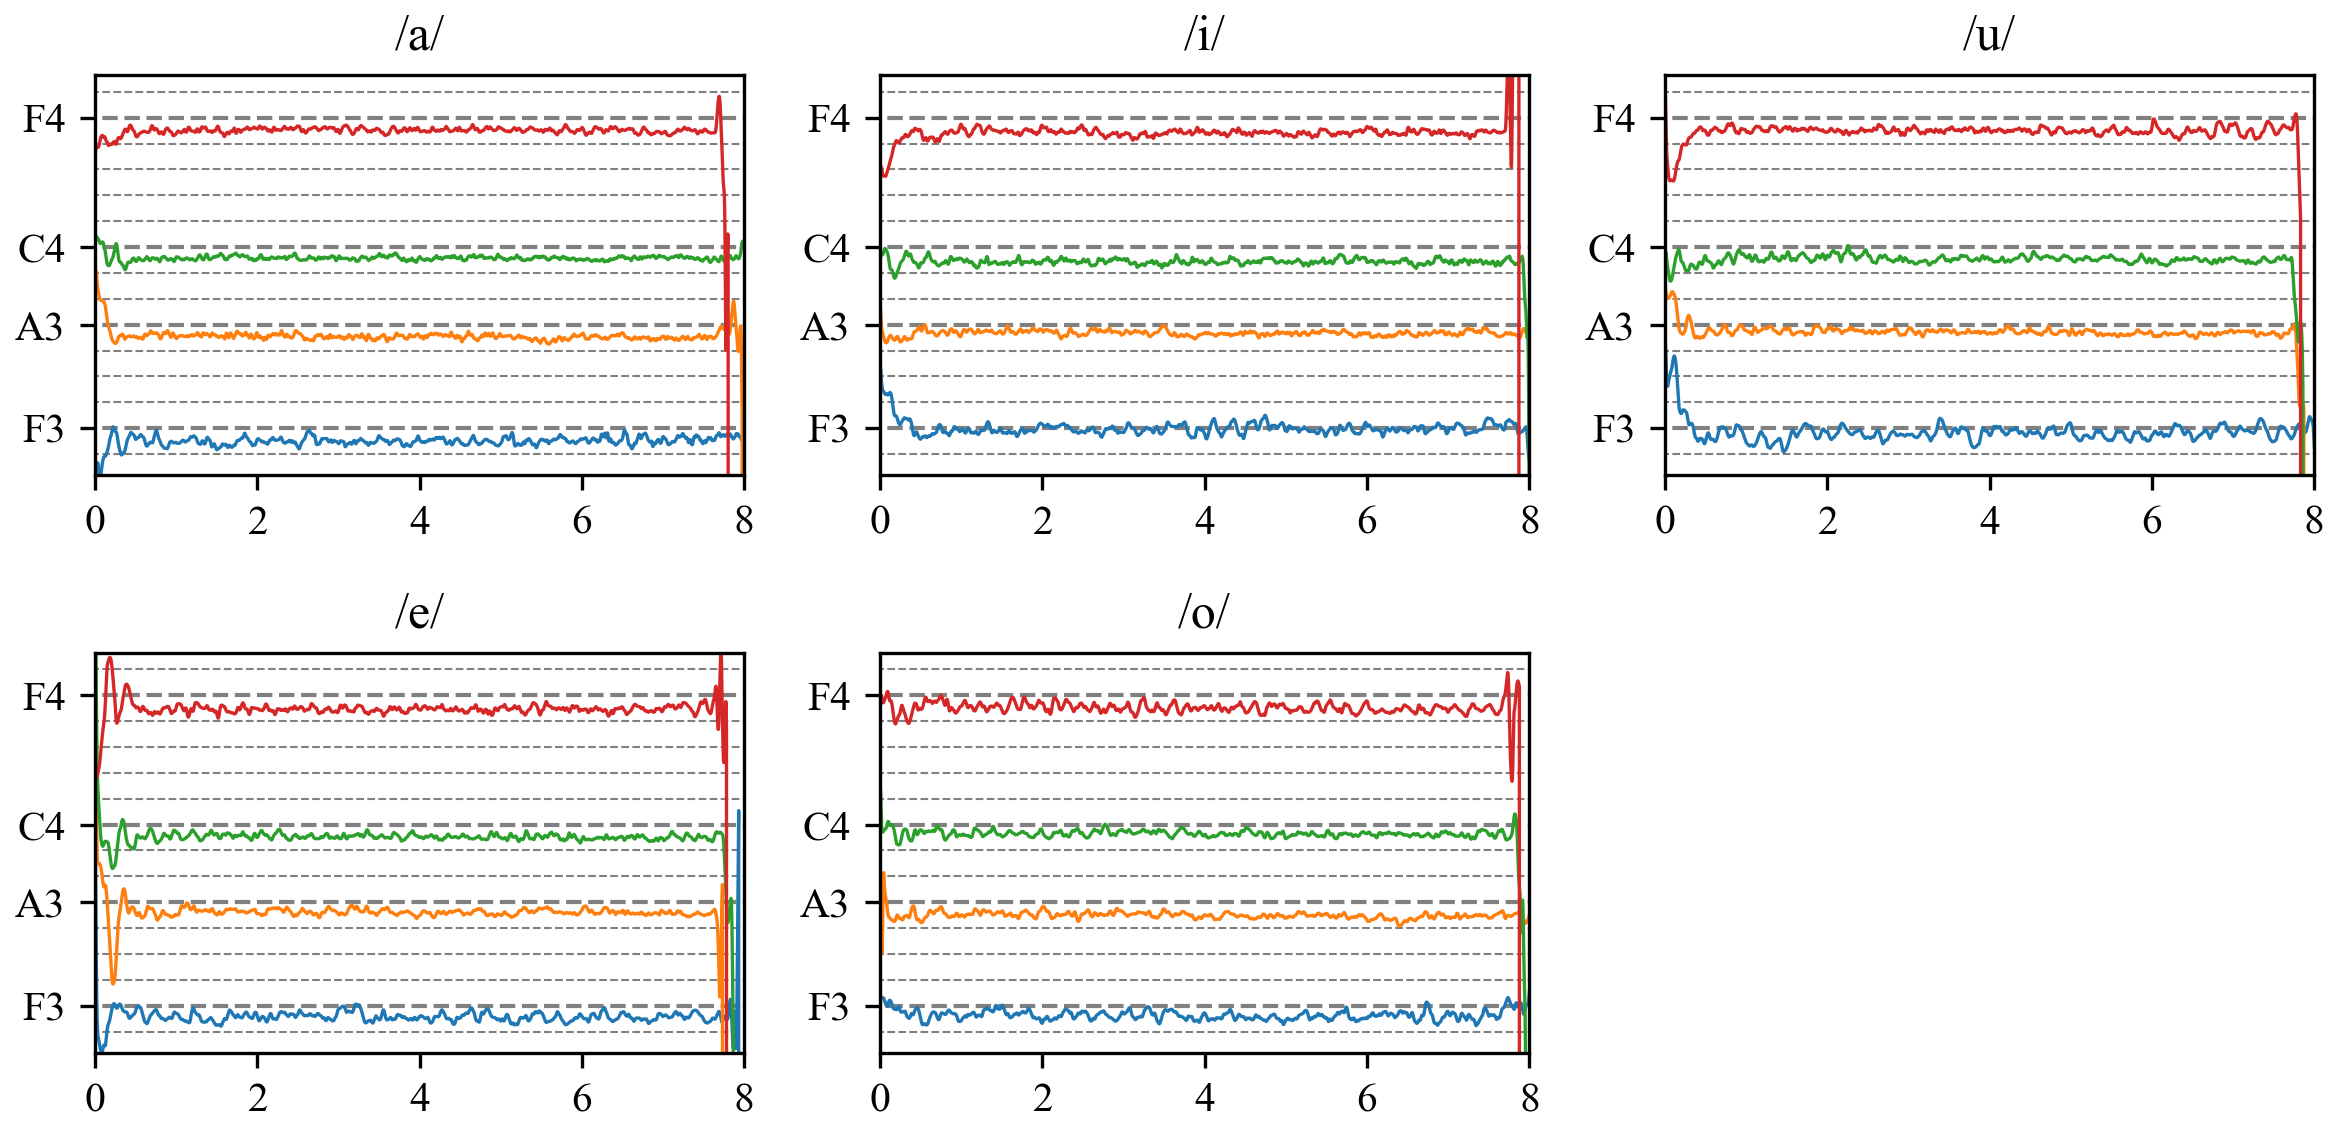 /a/ /i/ /u/
F4 F4 F4
C4 C4 C4
A3 A3 A3
F3 F3 F3
0 2 4 6 8 0 2 4 6 8 0 2 4 6 8
/e/ /o/
F4 F4
C4 C4
A3 A3
F3 F3
0 2 4 6 8 0 2 4 6 8